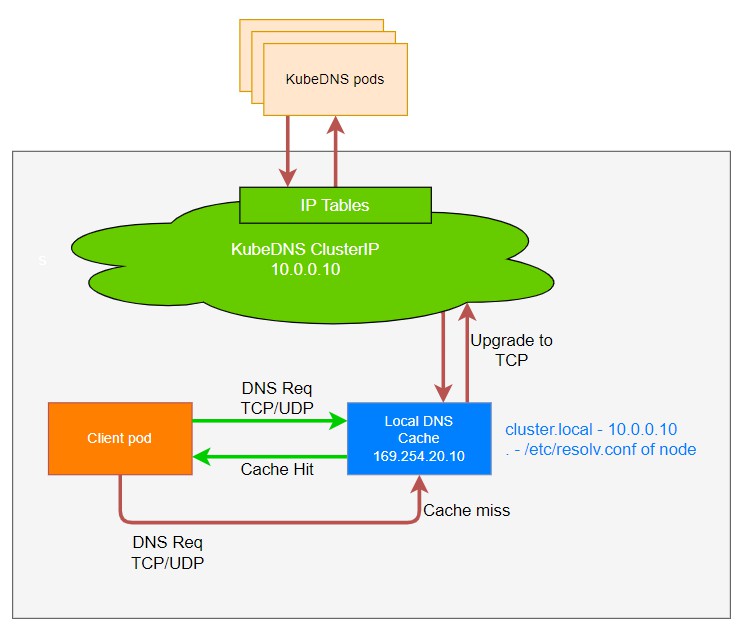 KubeDNS pods
IP Tables
KubeDNS ClusterIP
10.0.0.10
5
Upgrade to
TCP
DNS Req
TCP/UDP
Client pod
Local DNS
Cache
169.254.20.10
cluster.local - 10.0.0.10
. - /etc/resolv.conf of node
Cache Hit
Cache miss
DNS Req
TCP/UDP